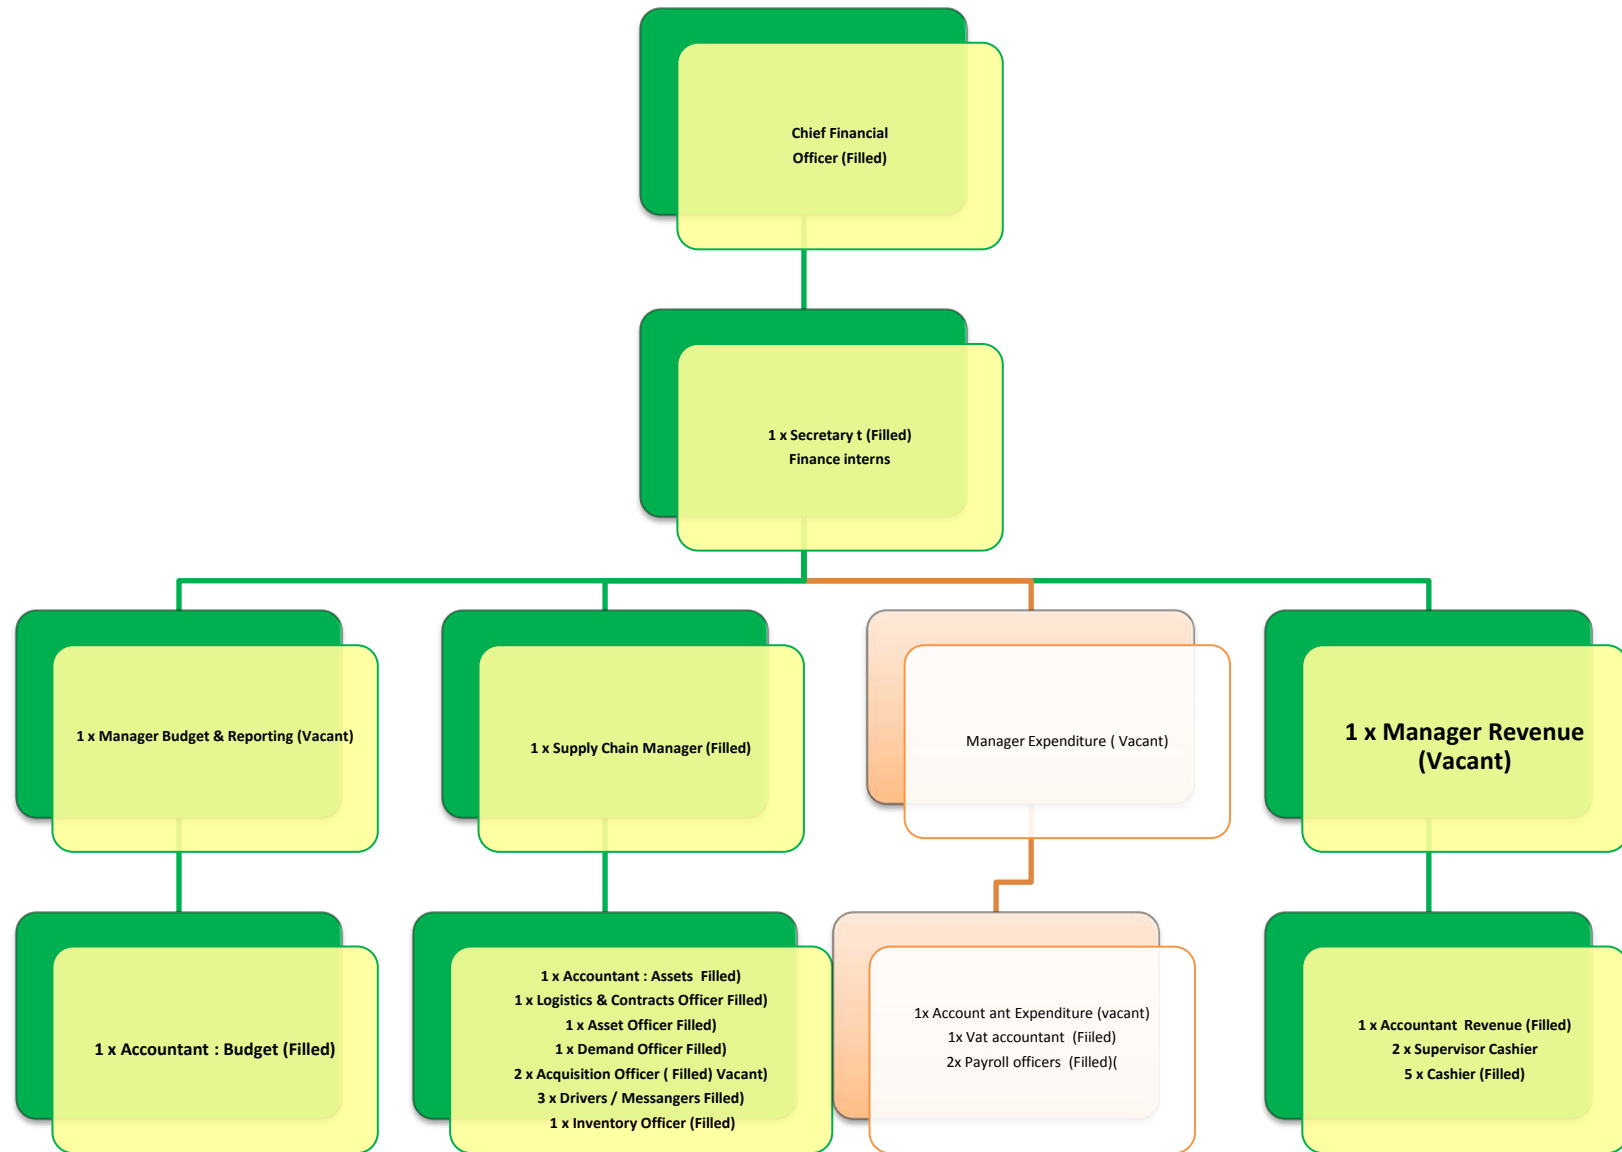 Chief Financial
Officer (Filled)
1 x Secretary t (Filled)
Finance interns
1 x Manager Budget & Reporting (Vacant)
1 x Supply Chain Manager (Filled)
Manager Expenditure ( Vacant)
1 x Manager Revenue
(Vacant)
1 x Accountant : Budget (Filled)
1 x Accountant : Assets  Filled)
1 x Logistics & Contracts Officer Filled)
1 x Asset Officer Filled)
1 x Demand Officer Filled)
2 x Acquisition Officer ( Filled) Vacant)
3 x Drivers / Messangers Filled)
1 x Inventory Officer (Filled)
1x Account ant Expenditure (vacant)
1x Vat accountant  (Fiiled)
2x Payroll officers  (Filled)(
1 x Accountant  Revenue (Filled)
2 x Supervisor Cashier
5 x Cashier (Filled)